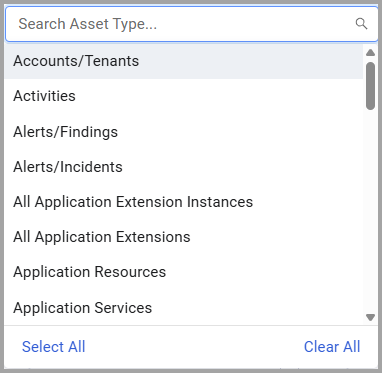 Search Asset Type...
Accounts/Tenants
Activities
Alerts/Findings
Alerts/Incidents
All Application Extension Instances
All Application Extensions
Application Resources
Application Services
Select All Clear All